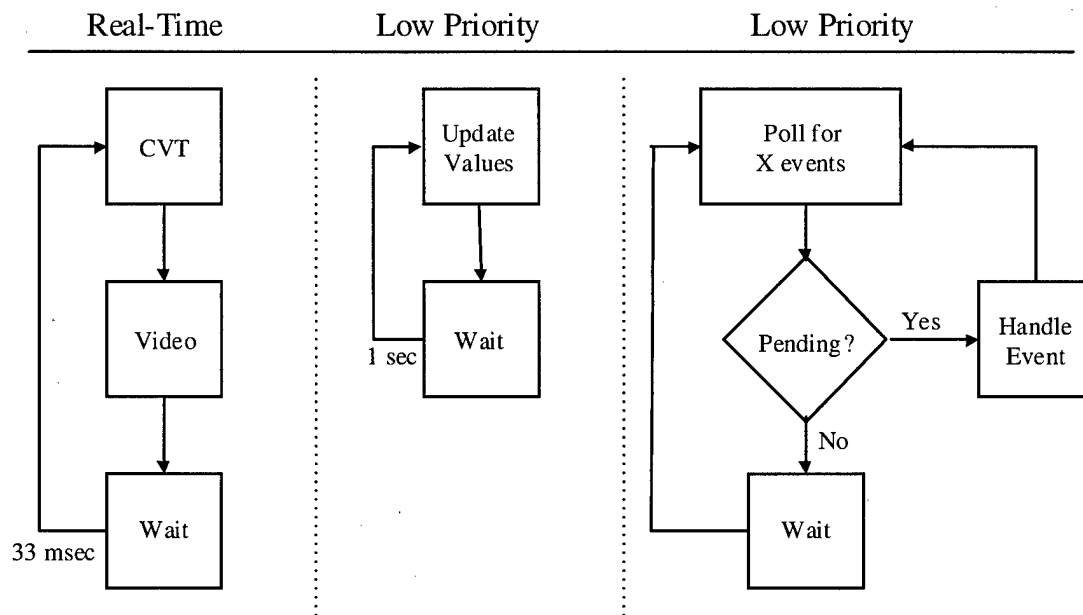 Real-Time
Low Priority
Low Priority
CVT
Video
Wait
33 msec
Update
Values
Wait
1 sec
Poll for
X events
Pending?
Yes
Handle
Event
No
Wait